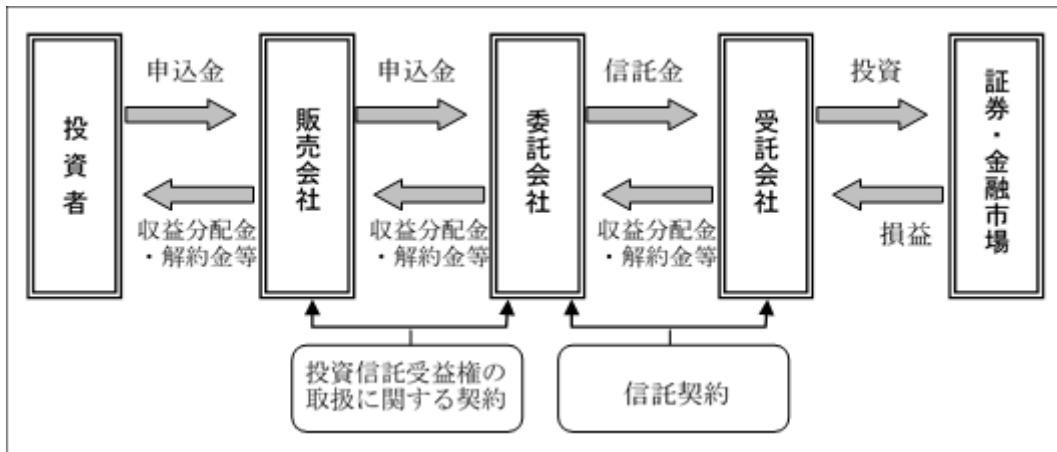 申込金
申込金
信託金
投資
投資者
販売会社
委託会社
受託会社
証券・金融市場
収益分配金
・解約金等
収益分配金
・解約金等
収益分配金
・解約金等
損益
投資信託受益権の
取扱に関する契約
信託契約